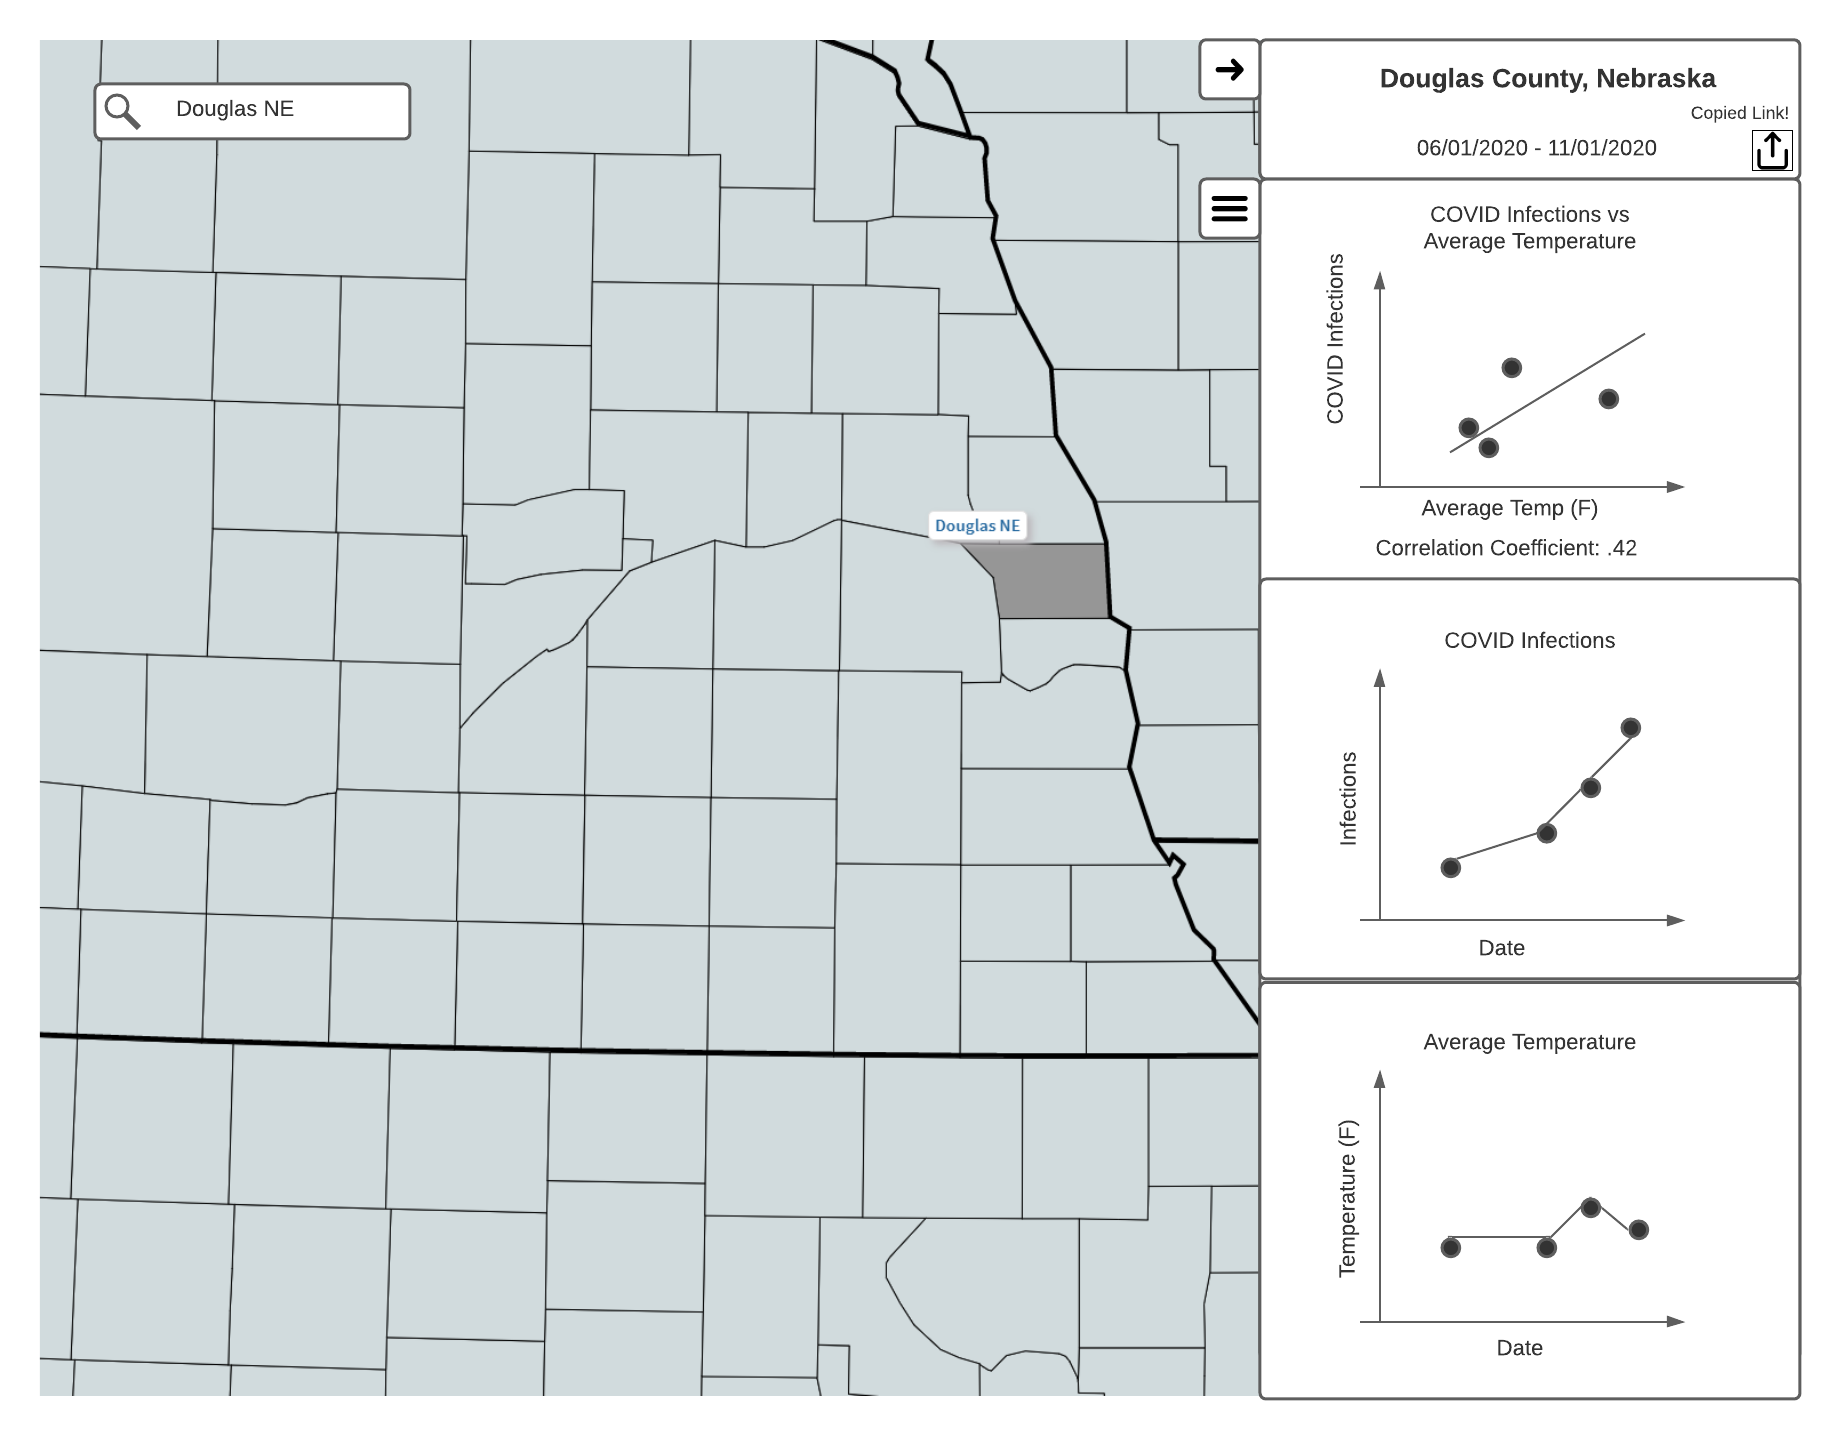 Douglas NE
Douglas NE
Douglas County, Nebraska
Copied Link!
06/01/2020 - 11/01/2020
COVID Infections vs
Average Temperature
COVID Infections
Average Temp (F)
Correlation Coefficient: .42
COVID Infections
Infections
Date
Average Temperature
Temperature (F)
Date